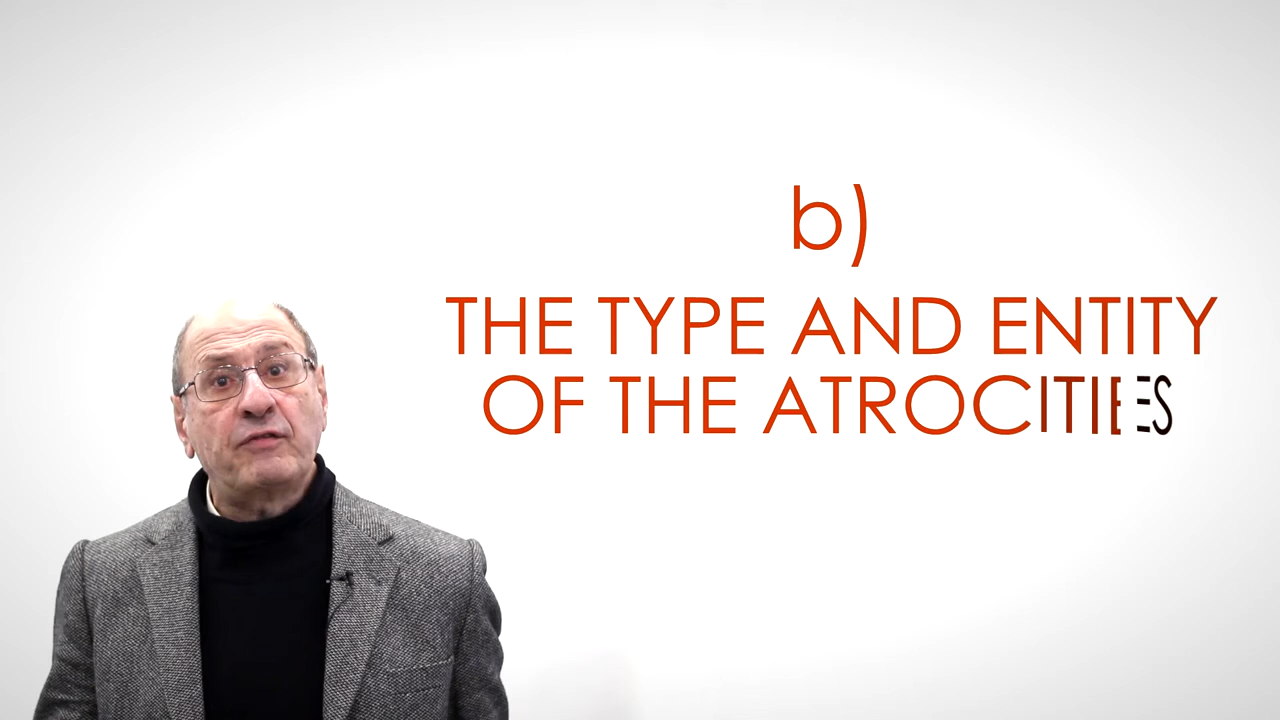 b)
THE TYPE AND ENTITY
OF THE ATROCITIES